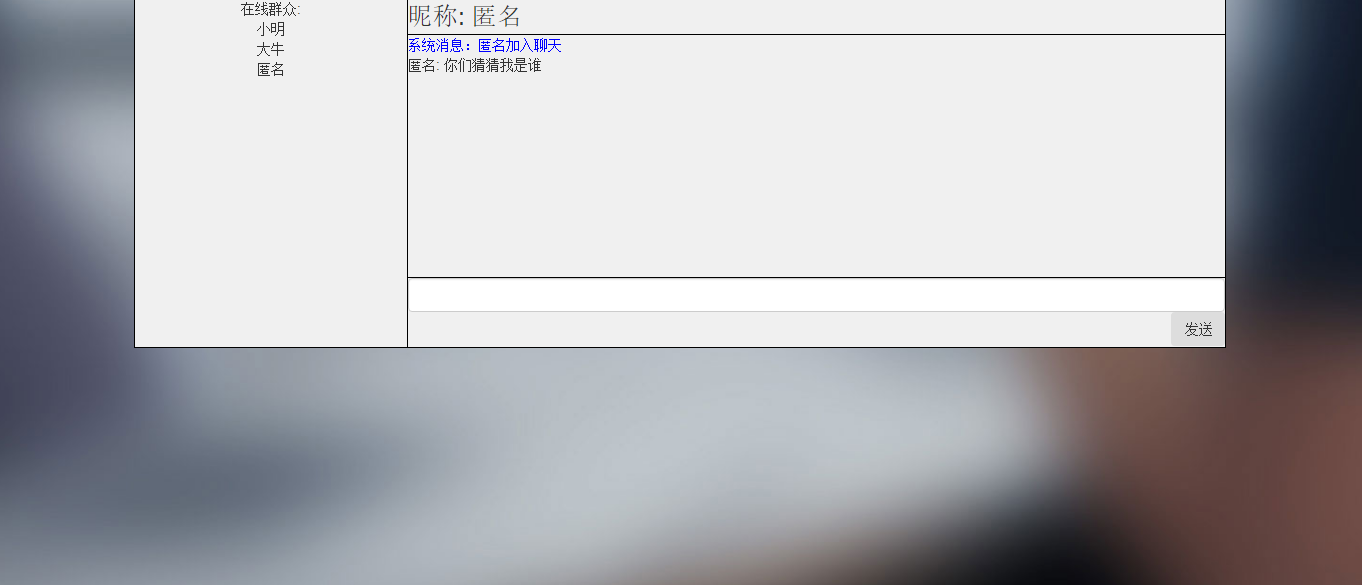 在线群众:
小明
大牛
匿名
昵称: 匿名
系统消息：匿名加入聊天
匿名: 你们猜猜我是谁
发送